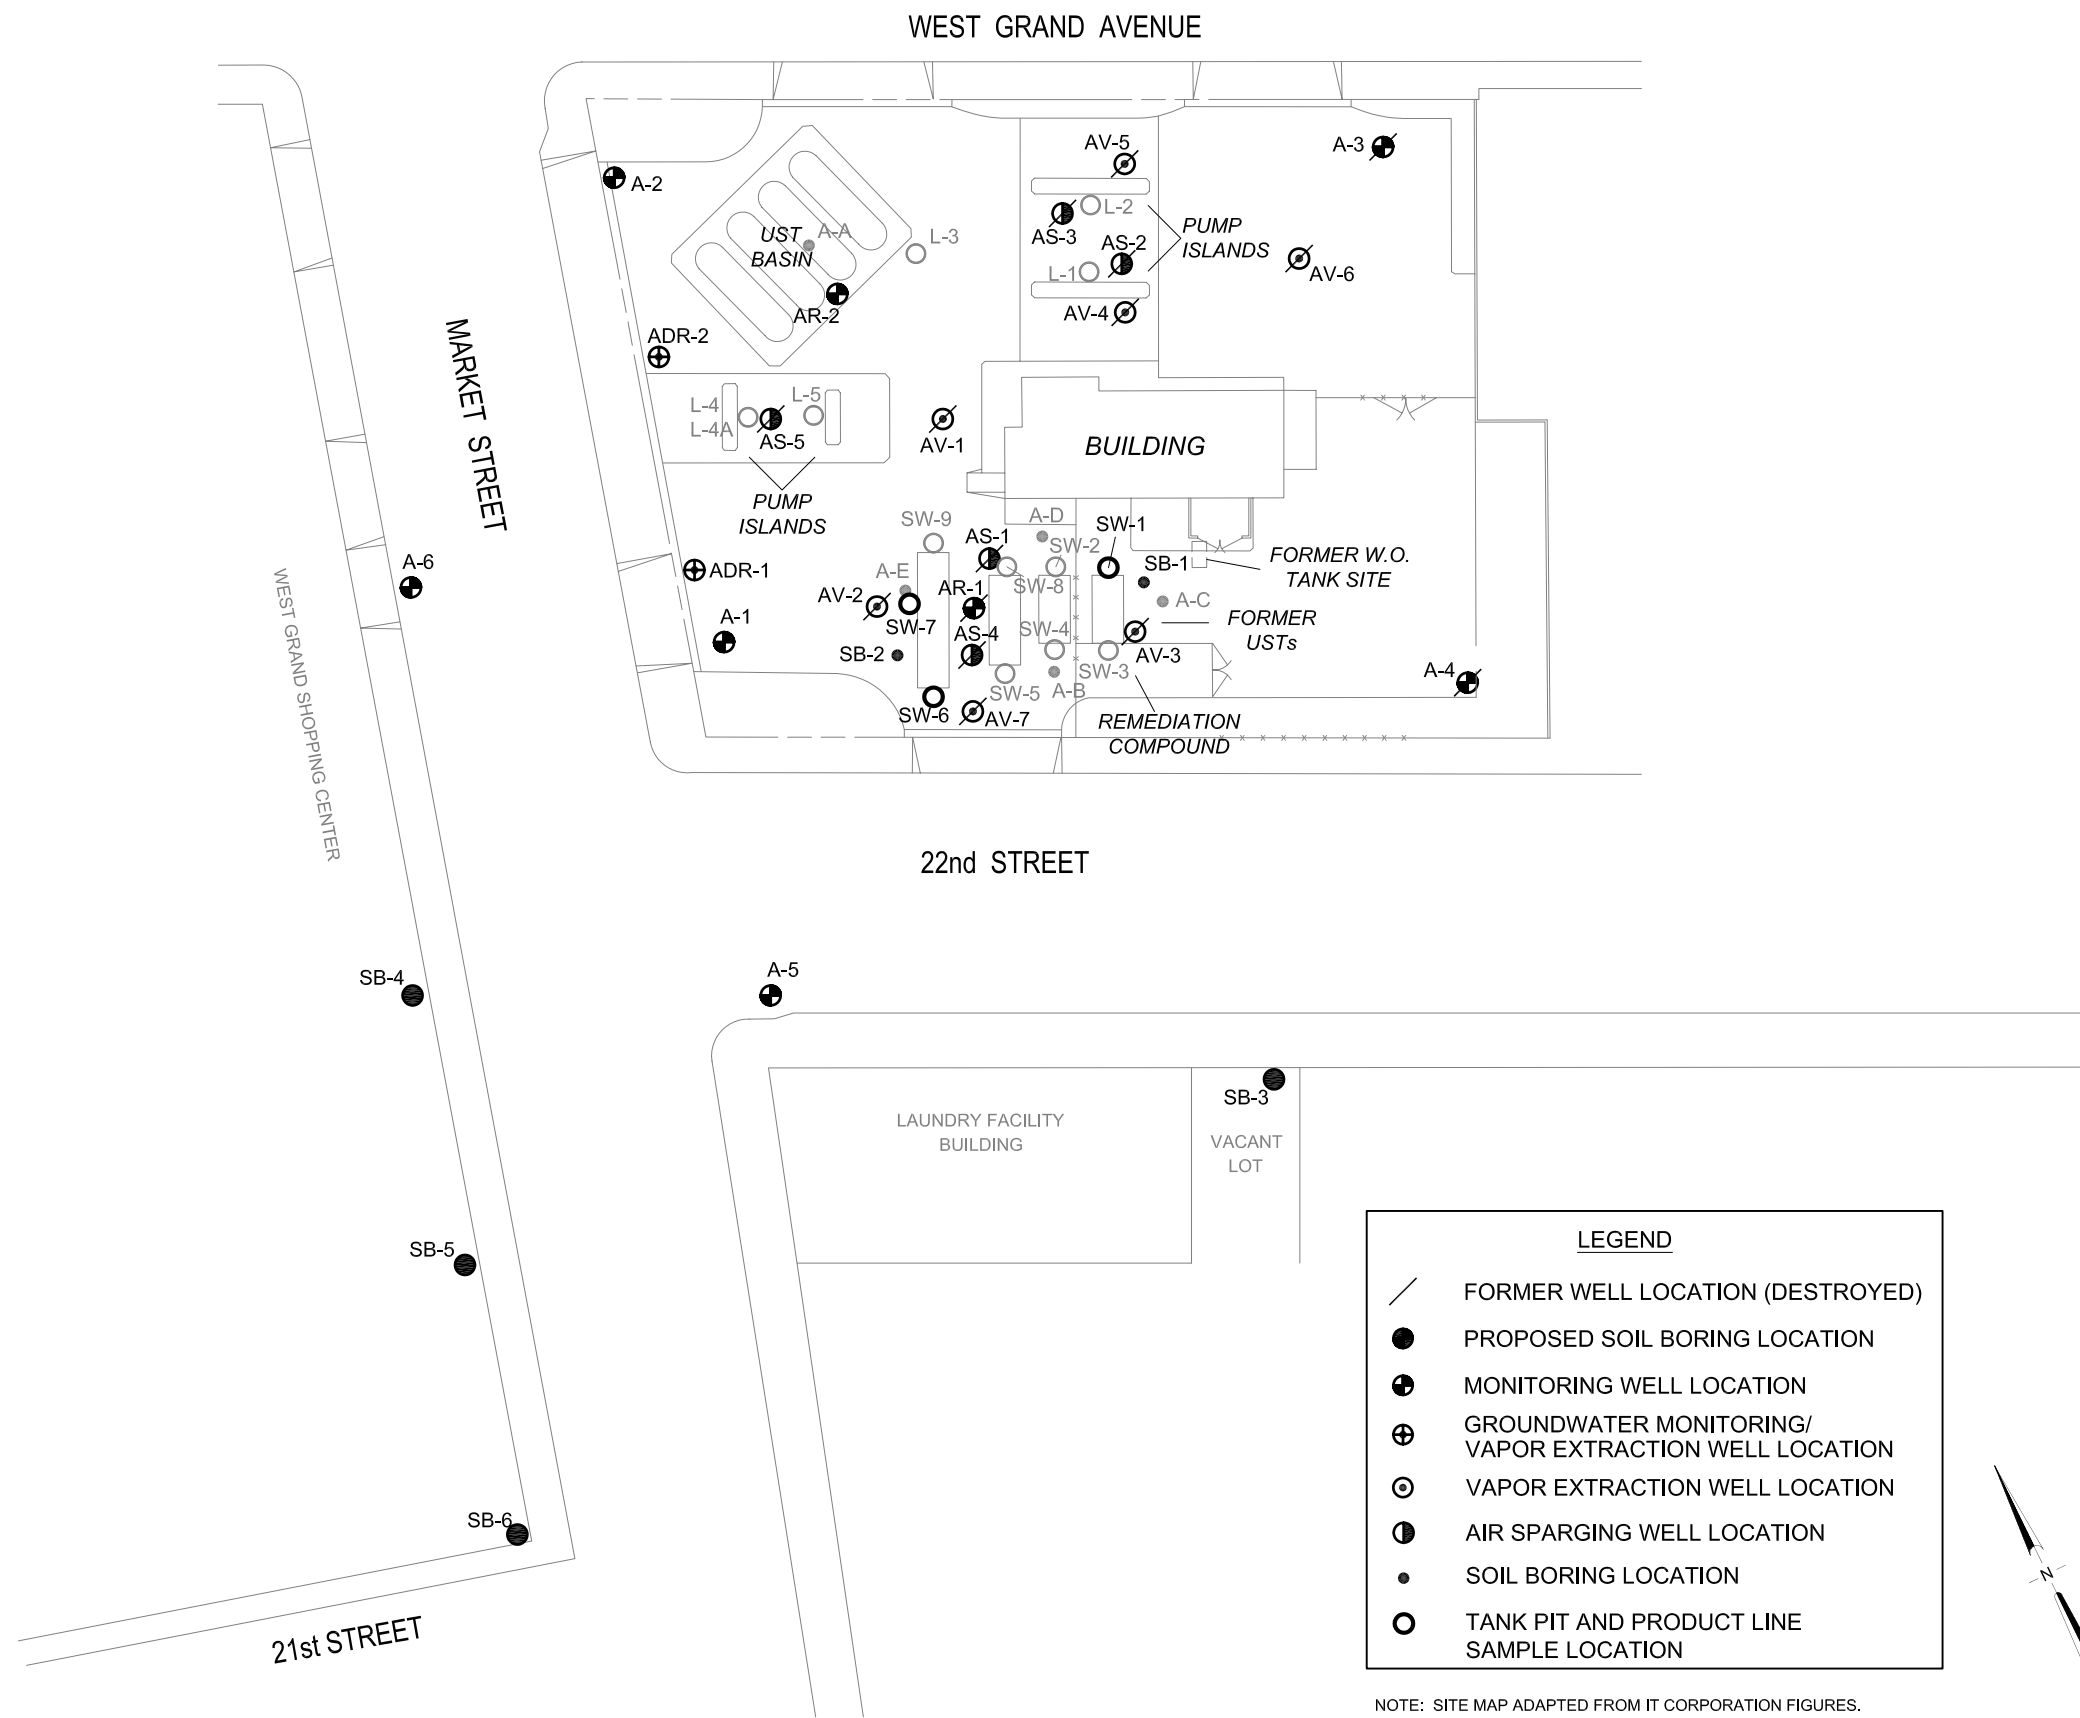 WEST GRAND AVENUE
AV-5
A-3
A-2
L-2
AS-3
PUMP
ISLANDS
UST
BASIN
A-A
L-3
AS-2
L-1
AV-6
AR-2
AV-4
MARKET STREET
ADR-2
L-4
L-4A
L-5
AS-5
AV-1
BUILDING
PUMP
ISLANDS
SW-9
AS-1
A-D
SW-2
SW-1
FORMER W.O.
TANK SITE
A-6
ADR-1
A-E
SW-8
SB-1
AV-2
AR-1
A-C
A-1
SW-7
AS-4
SW-4
FORMER
USTs
SB-2
AV-3
SW-3
A-4
SW-5
A-B
SW-6
AV-7
REMEDIATION
COMPOUND
WEST GRAND SHOPPING CENTER
22nd STREET
SB-4
A-5
SB-3
LAUNDRY FACILITY
BUILDING
VACANT
LOT
SB-5
SB-6
21st STREET
LEGEND
FORMER WELL LOCATION (DESTROYED)
PROPOSED SOIL BORING LOCATION
MONITORING WELL LOCATION
GROUNDWATER MONITORING/
VAPOR EXTRACTION WELL LOCATION
VAPOR EXTRACTION WELL LOCATION
AIR SPARGING WELL LOCATION
SOIL BORING LOCATION
TANK PIT AND PRODUCT LINE
SAMPLE LOCATION
N
NOTE: SITE MAP ADAPTED FROM IT CORPORATION FIGURES.